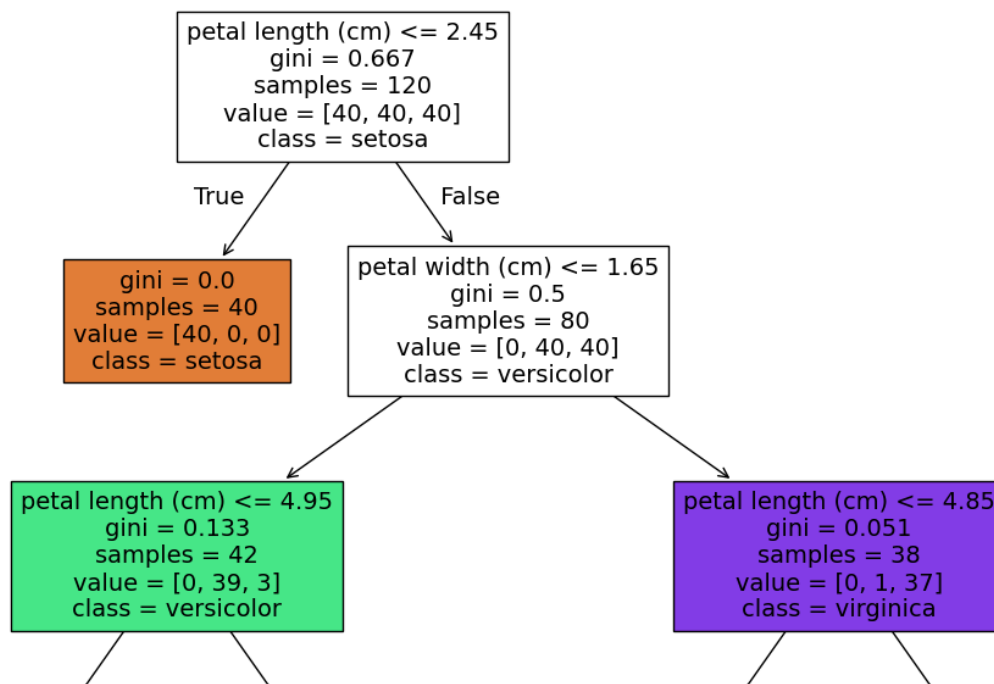 petal length (cm) <= 2.45
gini = 0.667
samples = 120
value = [40, 40, 40]
class = setosa
True
False
gini = 0.0
samples = 40
value = [40, 0, 0]
class = setosa
petal width (cm) <= 1.65
gini = 0.5
samples = 80
value = [0, 40, 40]
class = versicolor
petal length (cm) <= 4.95
gini = 0.133
samples = 42
value = [0, 39, 3]
class = versicolor
petal length (cm) <= 4.85
gini = 0.051
samples = 38
value = [0, 1, 37]
class = virginica